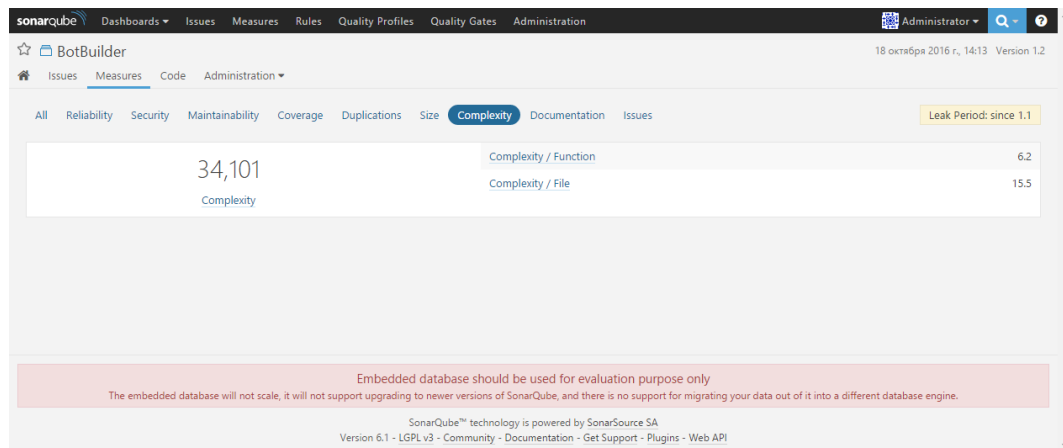 sonarqube Dashboards Issues Measures Rules Quality Profiles Quality Gates Administration Administrator ?
BotBuilder 18 октября 2016 г., 14:13 Version 1.2
Issues Measures Code Administration
All Reliability Security Maintainability Coverage Duplications Size Complexity Documentation Issues Leak Period: since 1.1
34,101
Complexity
Complexity / Function 6.2
Complexity / File 15.5
Embedded database should be used for evaluation purpose only
The embedded database will not scale, it will not support upgrading to newer versions of SonarQube, and there is no support for migrating your data out of it into a different database engine.
SonarQube™ technology is powered by SonarSource SA
Version 6.1 - LGPL v3 - Community - Documentation - Get Support - Plugins - Web API